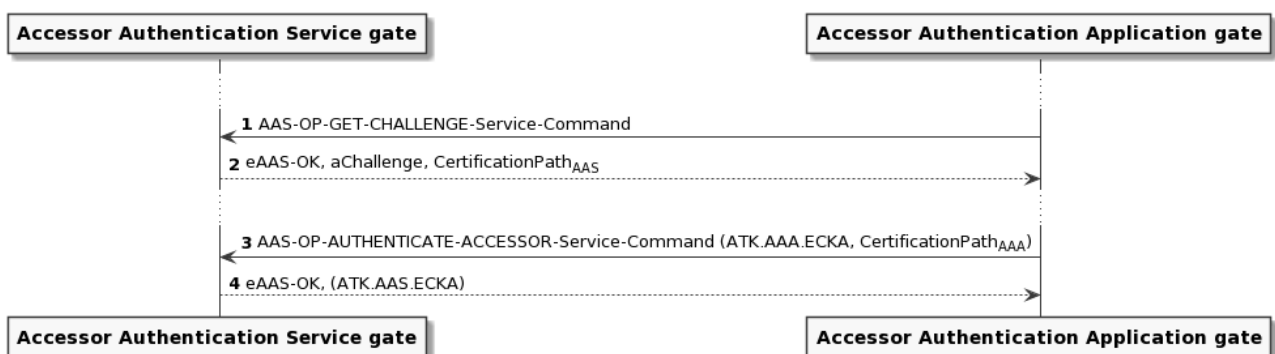 Accessor Authentication Service gate
Accessor Authentication Application gate
1 AAS-OP-GET-CHALLENGE-Service-Command
2 eAAS-OK, aChallenge, CertificationPathAAS
3 AAS-OP-AUTHENTICATE-ACCESSOR-Service-Command (ATK.AAA.ECKA, CertificationPathAAA)
4 eAAS-OK, (ATK.AAS.ECKA)
Accessor Authentication Service gate
Accessor Authentication Application gate